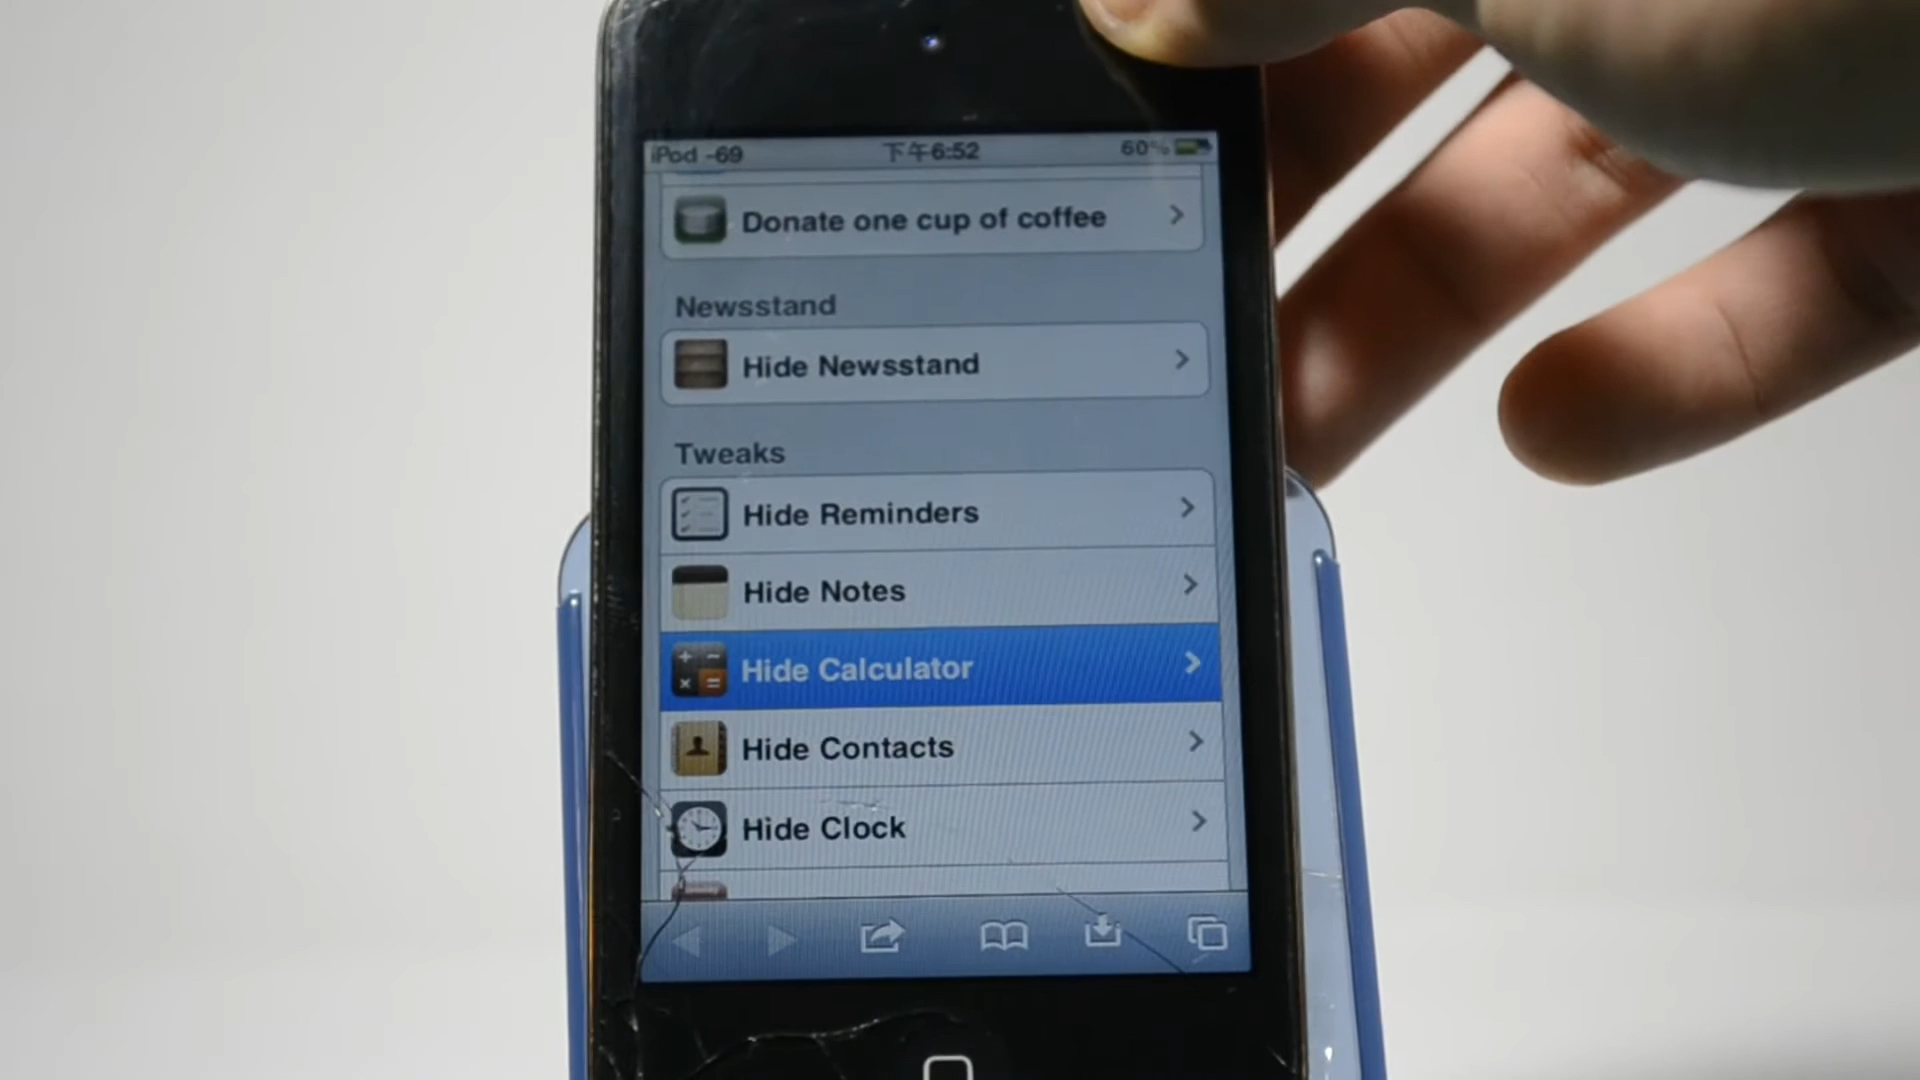 iPod -69 下午6:52 60%
Donate one cup of coffee
Newsstand
Hide Newsstand
Tweaks
Hide Reminders
Hide Notes
Hide Calculator
Hide Contacts
Hide Clock